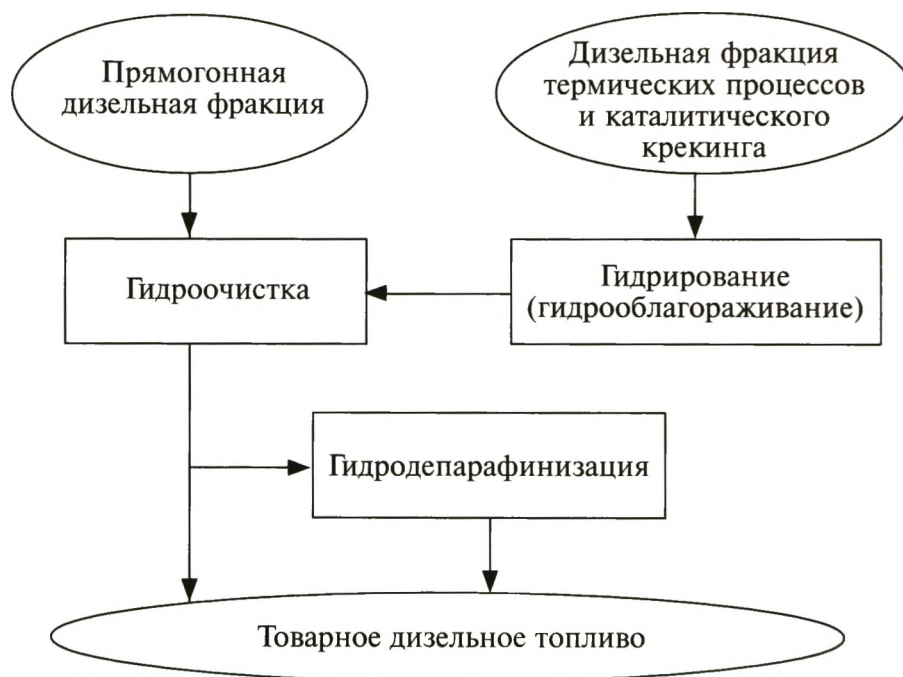 Прямогонная
дизельная фракция
Дизельная фракция
термических процессов
и каталитического
крекинга
Гидроочистка
Гидрирование
(гидрооблагораживание)
Гидродепарафинизация
Товарное дизельное топливо